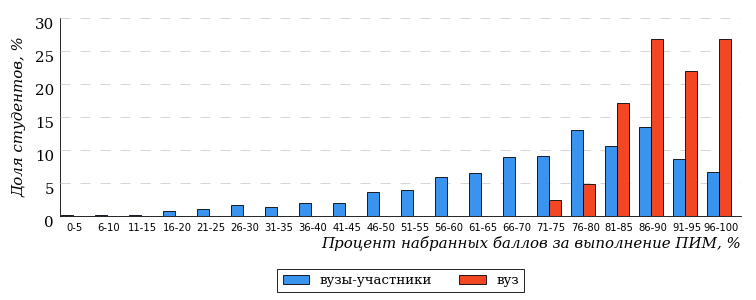 Доля студентов, %
30
25
20
15
10
5
0
0-5 6-10 11-15 16-20 21-25 26-30 31-35 36-40 41-45 46-50 51-55 56-60 61-65 66-70 71-75 76-80 81-85 86-90 91-95 96-100
Процент набранных баллов за выполнение ПИМ, %
вузы-участники вуз